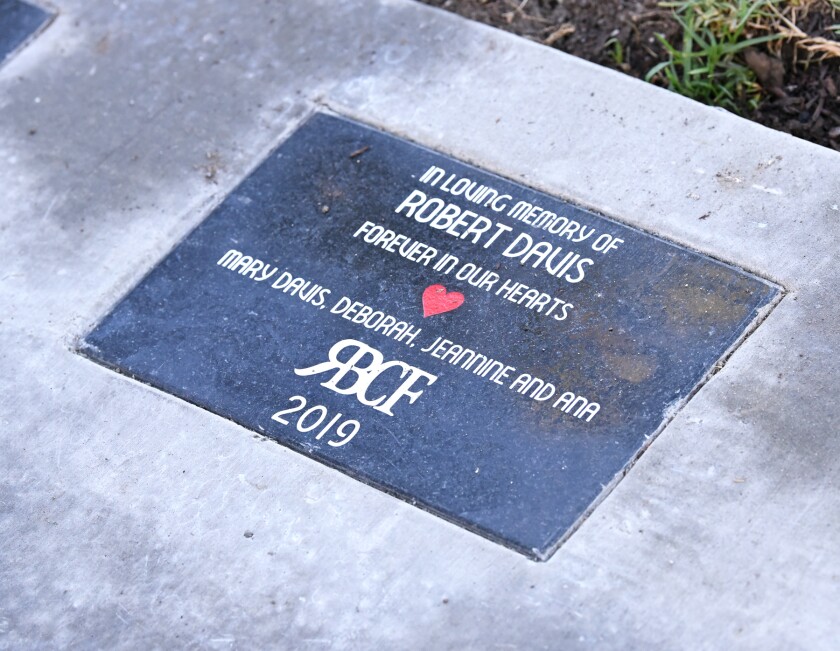 IN LOVING MEMORY OF
ROBERT DAVIS
FOREVER IN OUR HEARTS
MARY DAVIS, DEBORAH, JEANNINE AND ANA
RBCF
2019